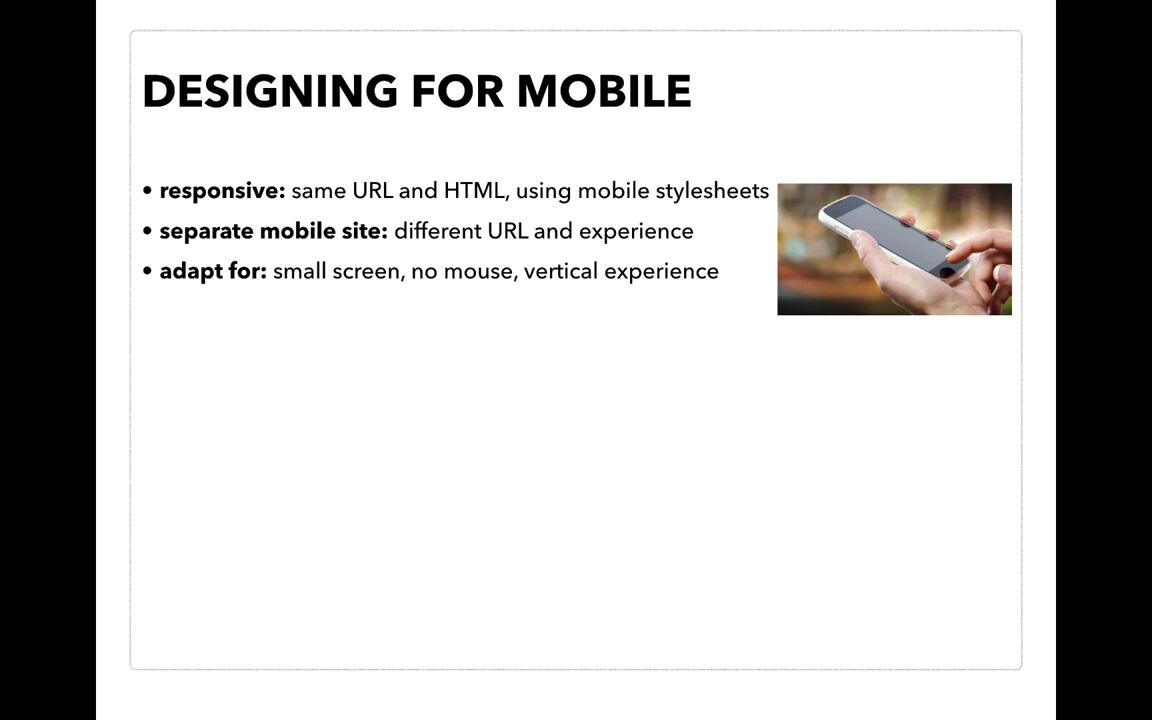 DESIGNING FOR MOBILE
• responsive: same URL and HTML, using mobile stylesheets
• separate mobile site: different URL and experience
• adapt for: small screen, no mouse, vertical experience